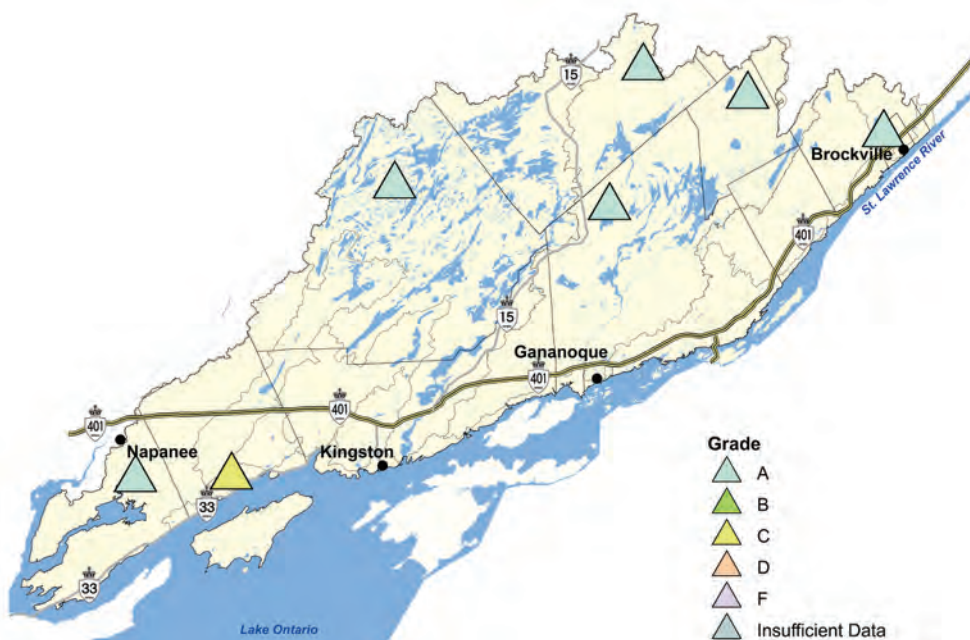 15
Brockville
St. Lawrence River
401
15
Gananoque
401
401
401
Napanee
Kingston
33
33
Lake Ontario
Grade
A
B
C
D
F
Insufficient Data